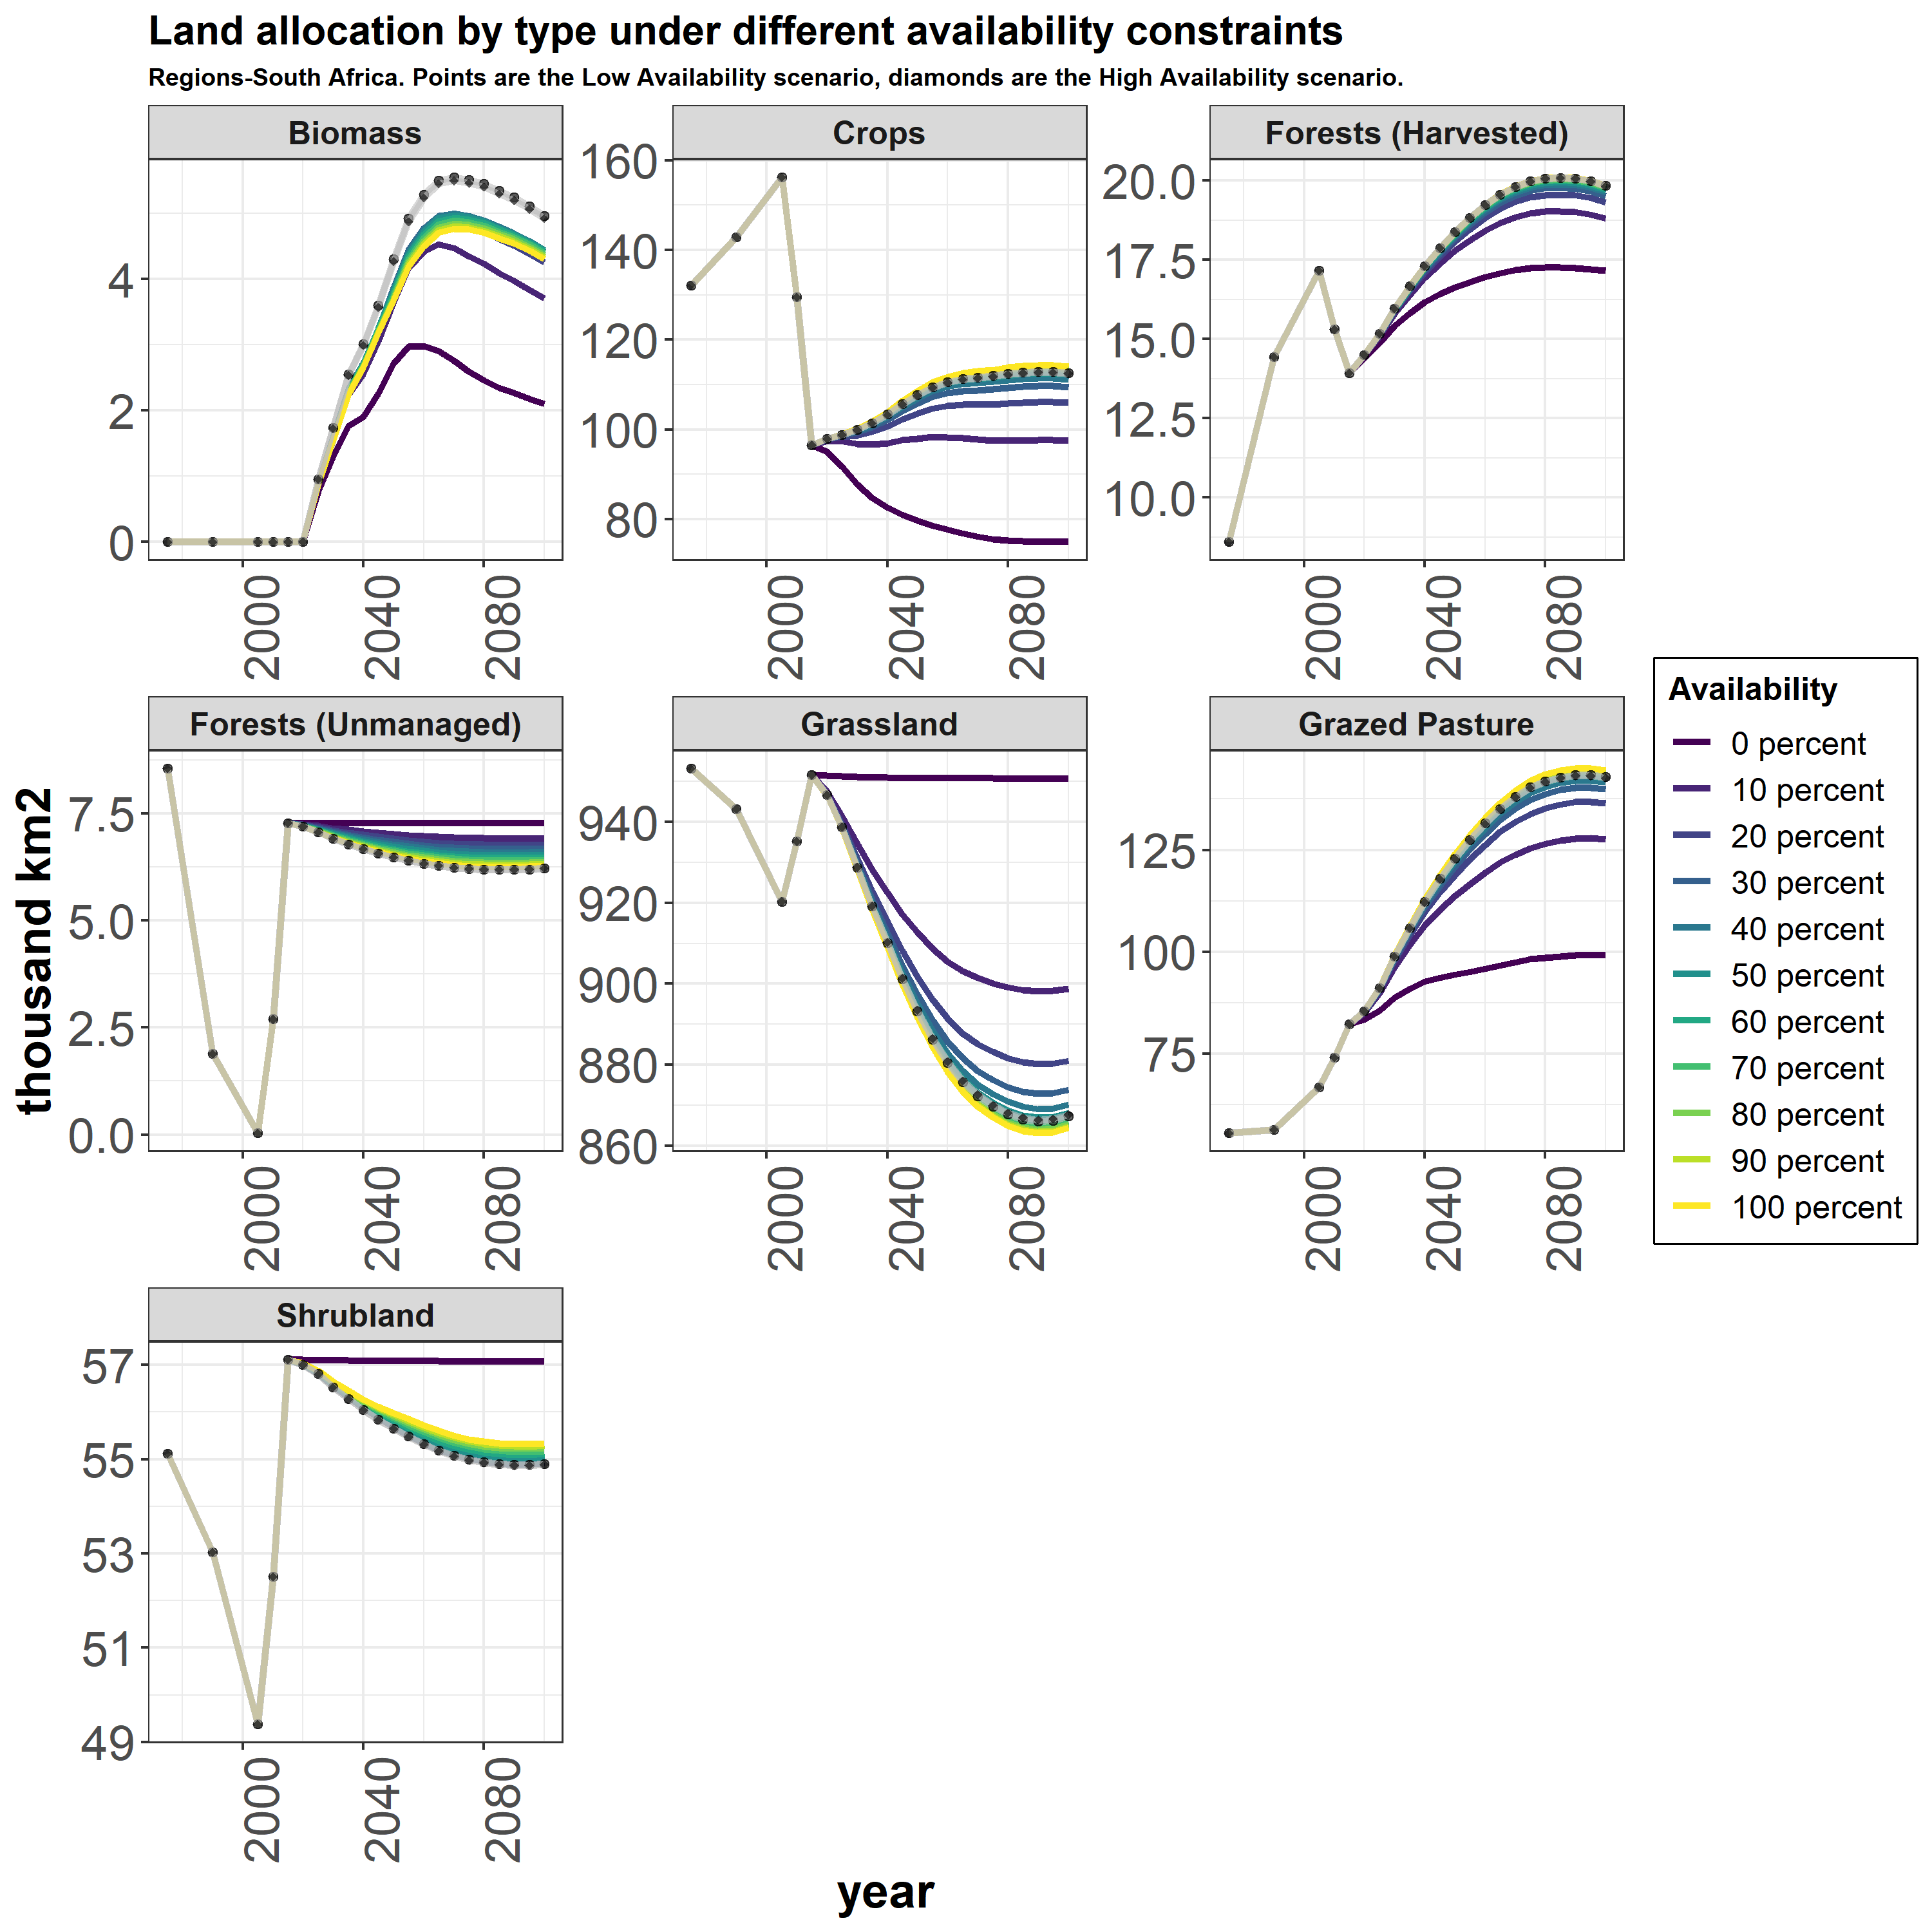 Land allocation by type under different availability constraints
Regions-South Africa. Points are the Low Availability scenario, diamonds are the High Availability scenario.
Biomass
4
2
0
2000
2040
2080
Crops
160
140
120
100
80
2000
2040
2080
Forests (Harvested)
20.0
17.5
15.0
12.5
10.0
2000
2040
2080
thousand km2
Forests (Unmanaged)
7.5
5.0
2.5
0.0
2000
2040
2080
Grassland
940
920
900
880
860
2000
2040
2080
Grazed Pasture
125
100
75
2000
2040
2080
Shrubland
57
55
53
51
49
2000
2040
2080
year
Availability
0 percent
10 percent
20 percent
30 percent
40 percent
50 percent
60 percent
70 percent
80 percent
90 percent
100 percent